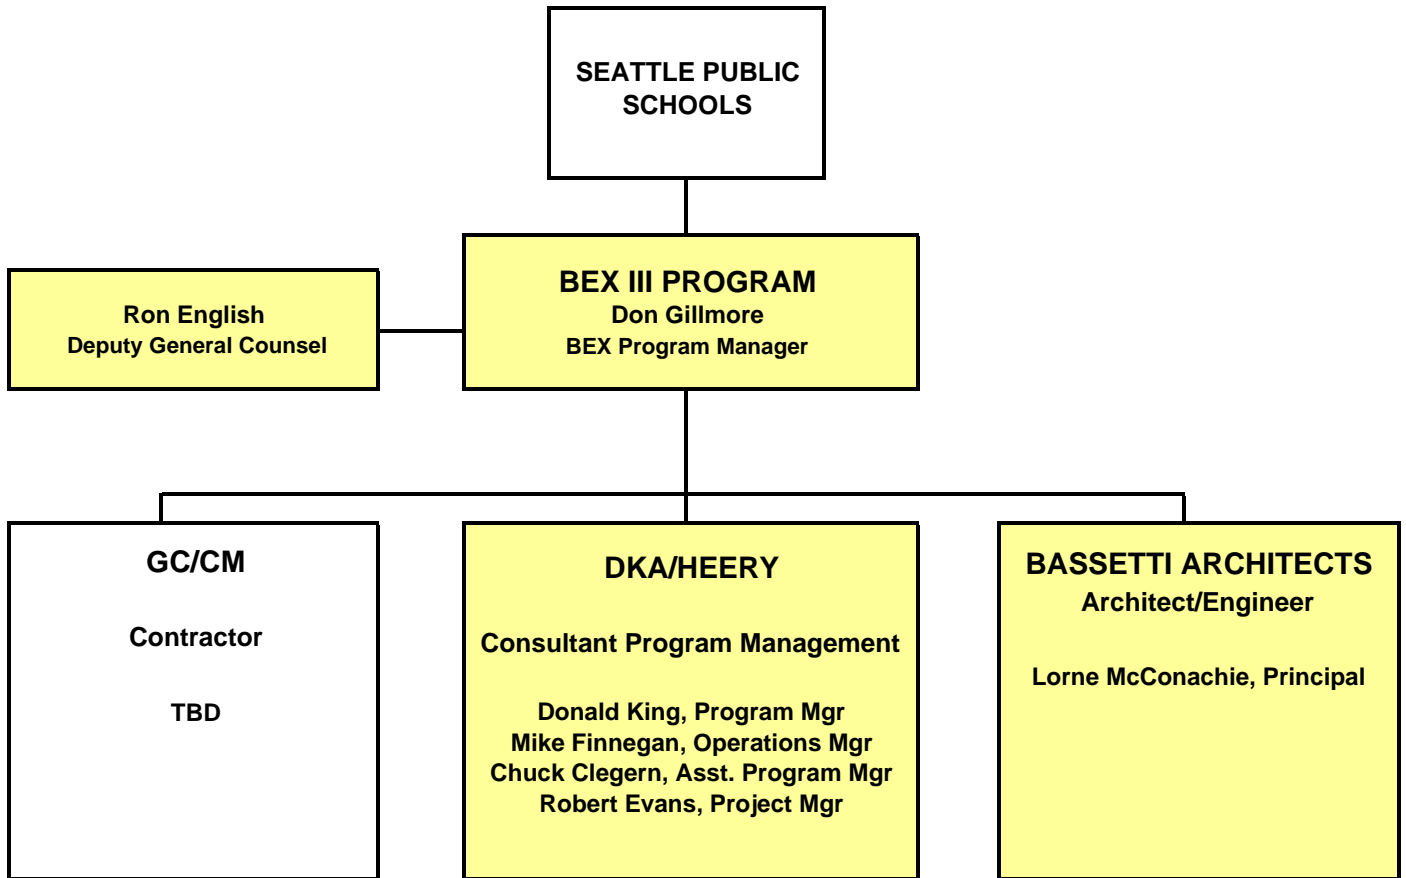 SEATTLE PUBLIC
SCHOOLS
Ron English
Deputy General Counsel
BEX III PROGRAM
Don Gillmore
BEX Program Manager
GC/CM
Contractor
TBD
DKA/HEERY
Consultant Program Management
Donald King, Program Mgr
Mike Finnegan, Operations Mgr
Chuck Clegern, Asst. Program Mgr
Robert Evans, Project Mgr
BASSETTI ARCHITECTS
Architect/Engineer
Lorne McConachie, Principal